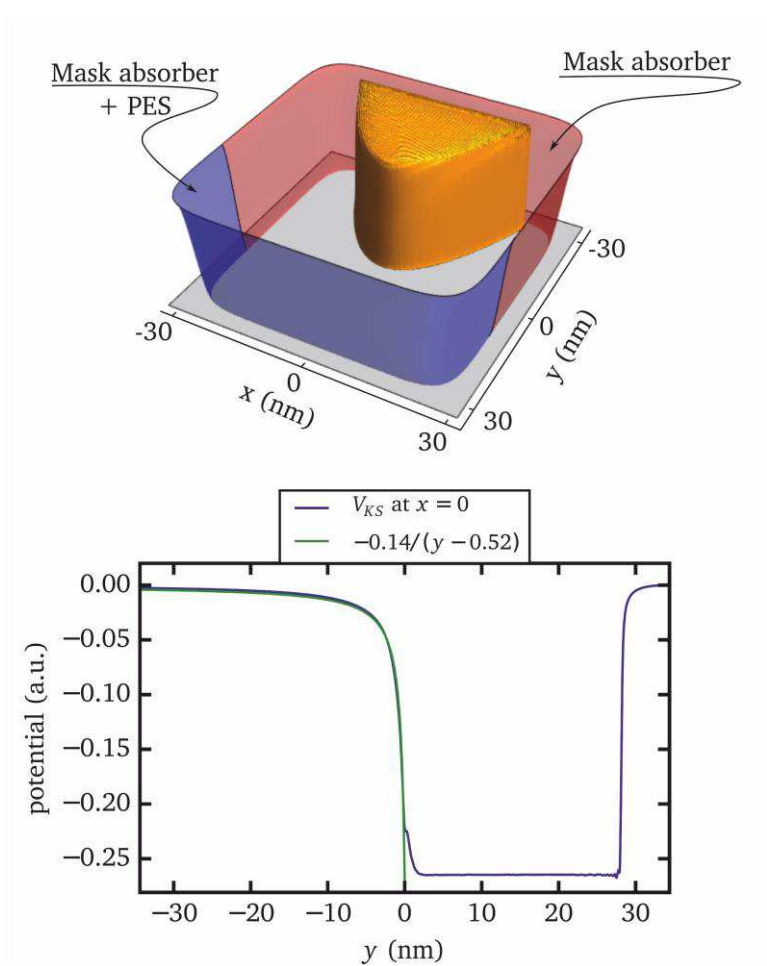 Mask absorber
+ PES
Mask absorber
-30
0
30
x (nm)
-30
0
30
y (nm)
V_{KS} at x = 0
−0.14/(y −0.52)
0.00
−0.05
−0.10
−0.15
−0.20
−0.25
potential (a.u.)
−30 −20 −10 0 10 20 30
y (nm)